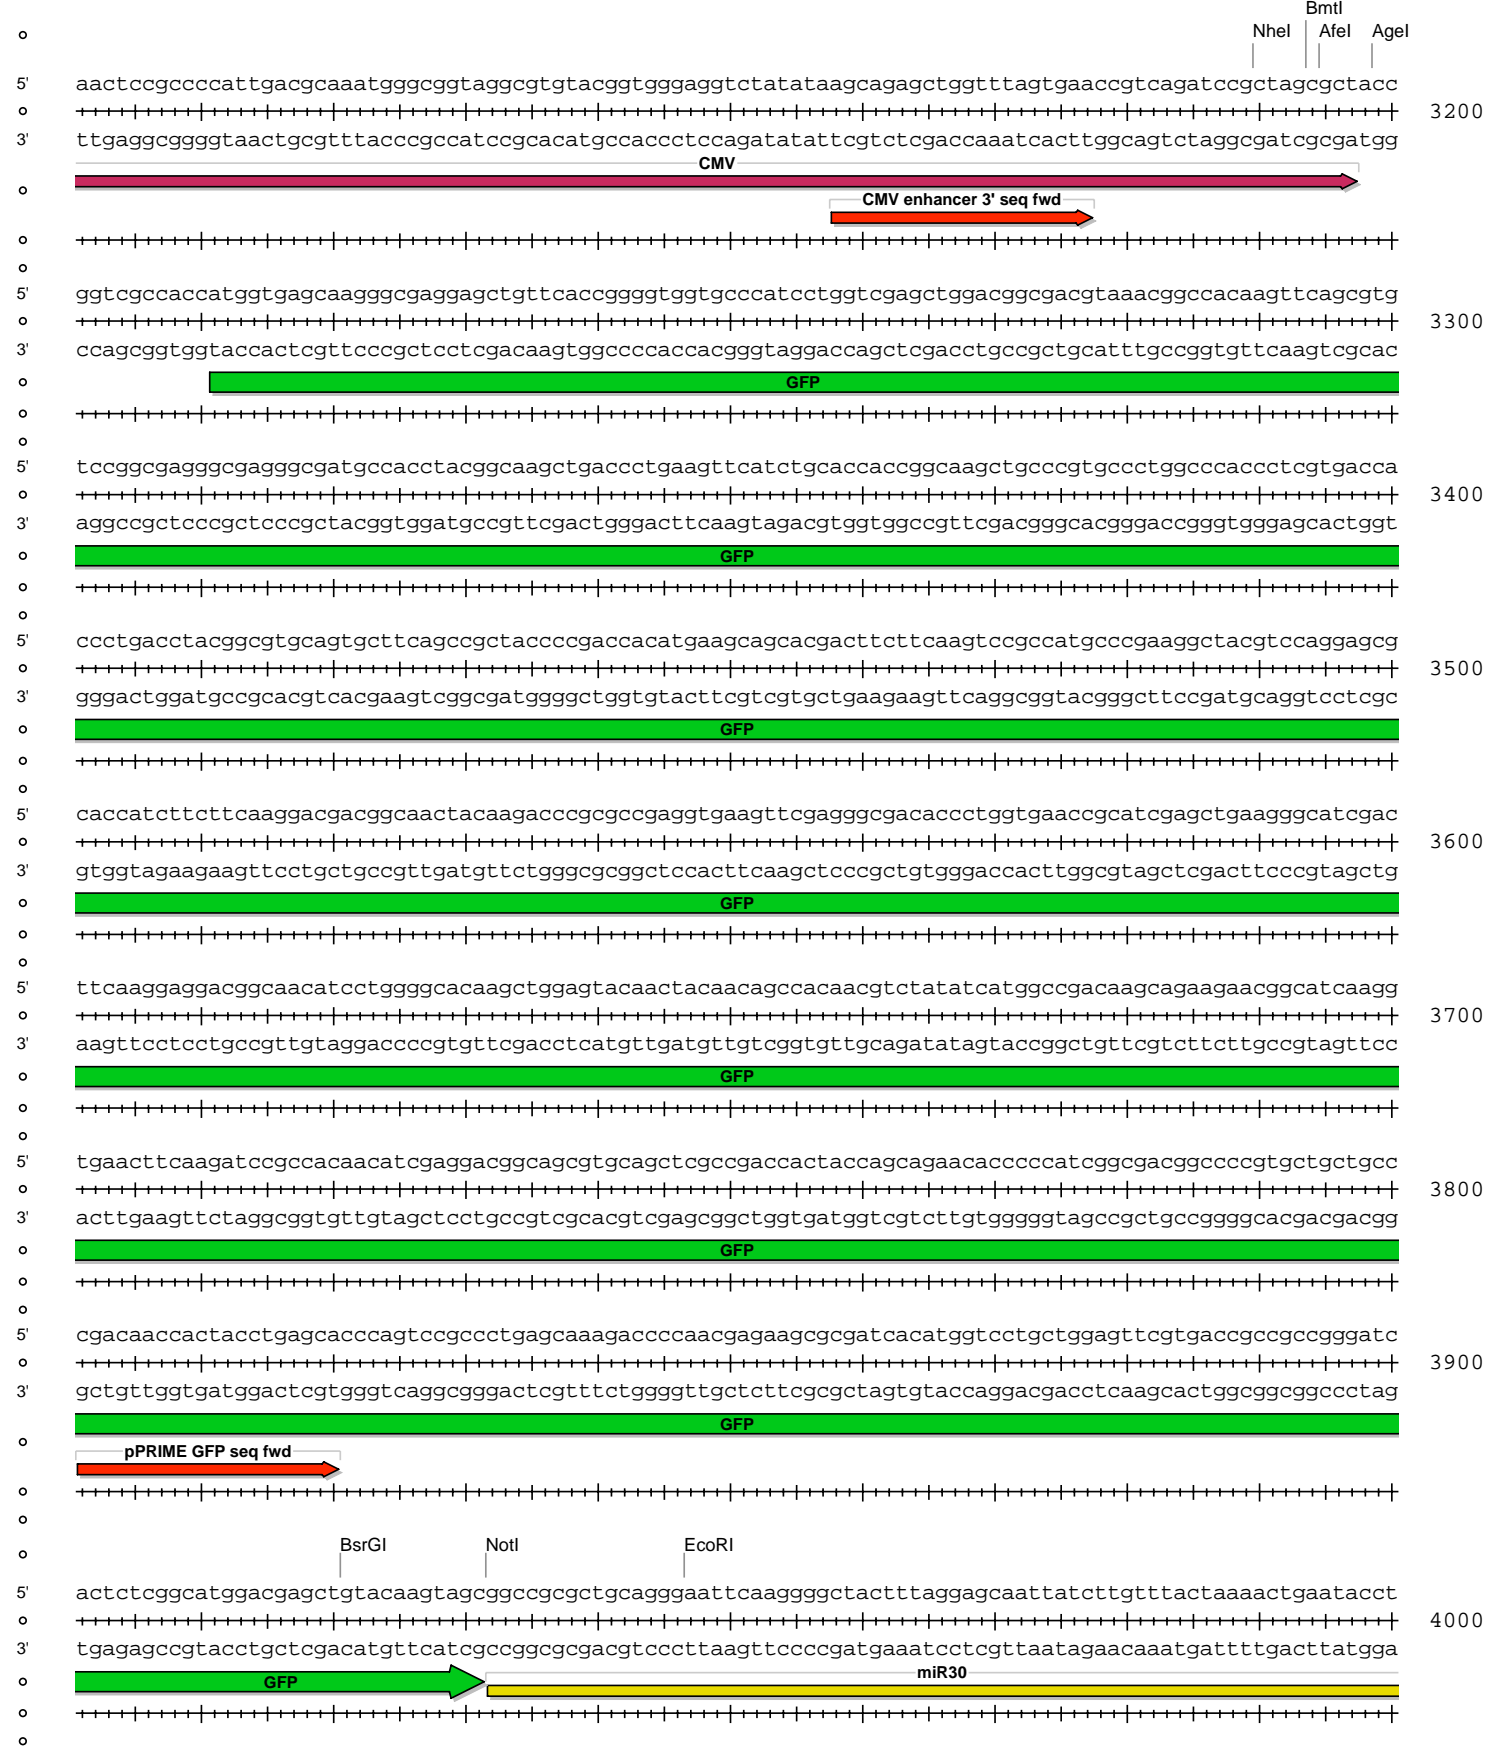 BmtI
NheI AfeI AgeI
5' aactccgccccattgacgcaaatgggcggtaggcgtgtacggtgggaggtctatataagcagagctggtttagtgaaccgtcagatccgctagcgctacc
3200
3' ttgaggcggggtaactgcgtttacccgccatccgcacatgccaccctccagatatattcgtctcgaccaaatcacttggcagtctaggcgatcgcgatgg
CMV
CMV enhancer 3' seq fwd
5' ggtcgccaccatggtgagcaagggcgaggagctgttcaccggggtggtgcccatcctggtcgagctggacggcgacgtaaacggccacaagttcagcgtg
3300
3' ccagcggtggtaccactcgttcccgctcctcgacaagtggccccaccacgggtaggaccagctcgacctgccgctgcatttgccggtgttcaagtcgcac
GFP
5' tccggcgagggcgagggcgatgccacctacggcaagctgaccctgaagttcatctgcaccaccggcaagctgcccgtgccctggcccaccctcgtgacca
3400
3' aggccgctcccgctcccgctacggtggatgccgttcgactgggacttcaagtagacgtggtggccgttcgacgggcacgggaccgggtgggagcactggt
GFP
5' ccctgacctacggcgtgcagtgcttcagccgctaccccgaccacatgaagcagcacgacttcttcaagtccgccatgcccgaaggctacgtccaggagcg
3500
3' gggactggatgccgcacgtcacgaagtcggcgatggggctggtgtacttcgtcgtgctgaagaagttcaggcggtacgggcttccgatgcaggtcctcgc
GFP
5' caccatcttcttcaaggacgacggcaactacaagacccgcgccgaggtgaagttcgagggcgacaccctggtgaaccgcatcgagctgaagggcatcgac
3600
3' gtggtagaagaagttcctgctgccgttgatgttctgggcgcggctccacttcaagctcccgctgtgggaccacttggcgtagctcgacttcccgtagctg
GFP
5' ttcaaggaggacggcaacatcctggggcacaagctggagtacaactacaacagccacaacgtctatatcatggccgacaagcagaagaacggcatcaagg
3700
3' aagttcctcctgccgttgtaggaccccgtgttcgacctcatgttgatgttgtcggtgttgcagatatagtaccggctgttcgtcttcttgccgtagttcc
GFP
5' tgaacttcaagatccgccacaacatcgaggacggcagcgtgcagctcgccgaccactaccagcagaacacccccatcggcgacggccccgtgctgctgcc
3800
3' acttgaagttctaggcggtgttgtagctcctgccgtcgcacgtcgagcggctggtgatggtcgtcttgtgggggtagccgctgccggggcacgacgacgg
GFP
5' cgacaaccactacctgagcacccagtccgccctgagcaaagaccccaacgagaagcgcgatcacatggtcctgctggagttcgtgaccgccgccgggatc
3900
3' gctgttggtgatggactcgtgggtcaggcgggactcgtttctggggttgctcttcgcgctagtgtaccaggacgacctcaagcactggcggcggccctag
GFP
pPRIME GFP seq fwd
BsrGI NotI EcoRI
5' actctcggcatggacgagctgtacaagtagcggccgcgctgcagggaattcaaggggctactttaggagcaattatcttgtttactaaaactgaatacct
4000
3' tgagagccgtacctgctcgacatgttcatcgccggcgcgacgtcccttaagttccccgatgaaatcctcgttaatagaacaaatgattttgacttatgga
GFP miR30